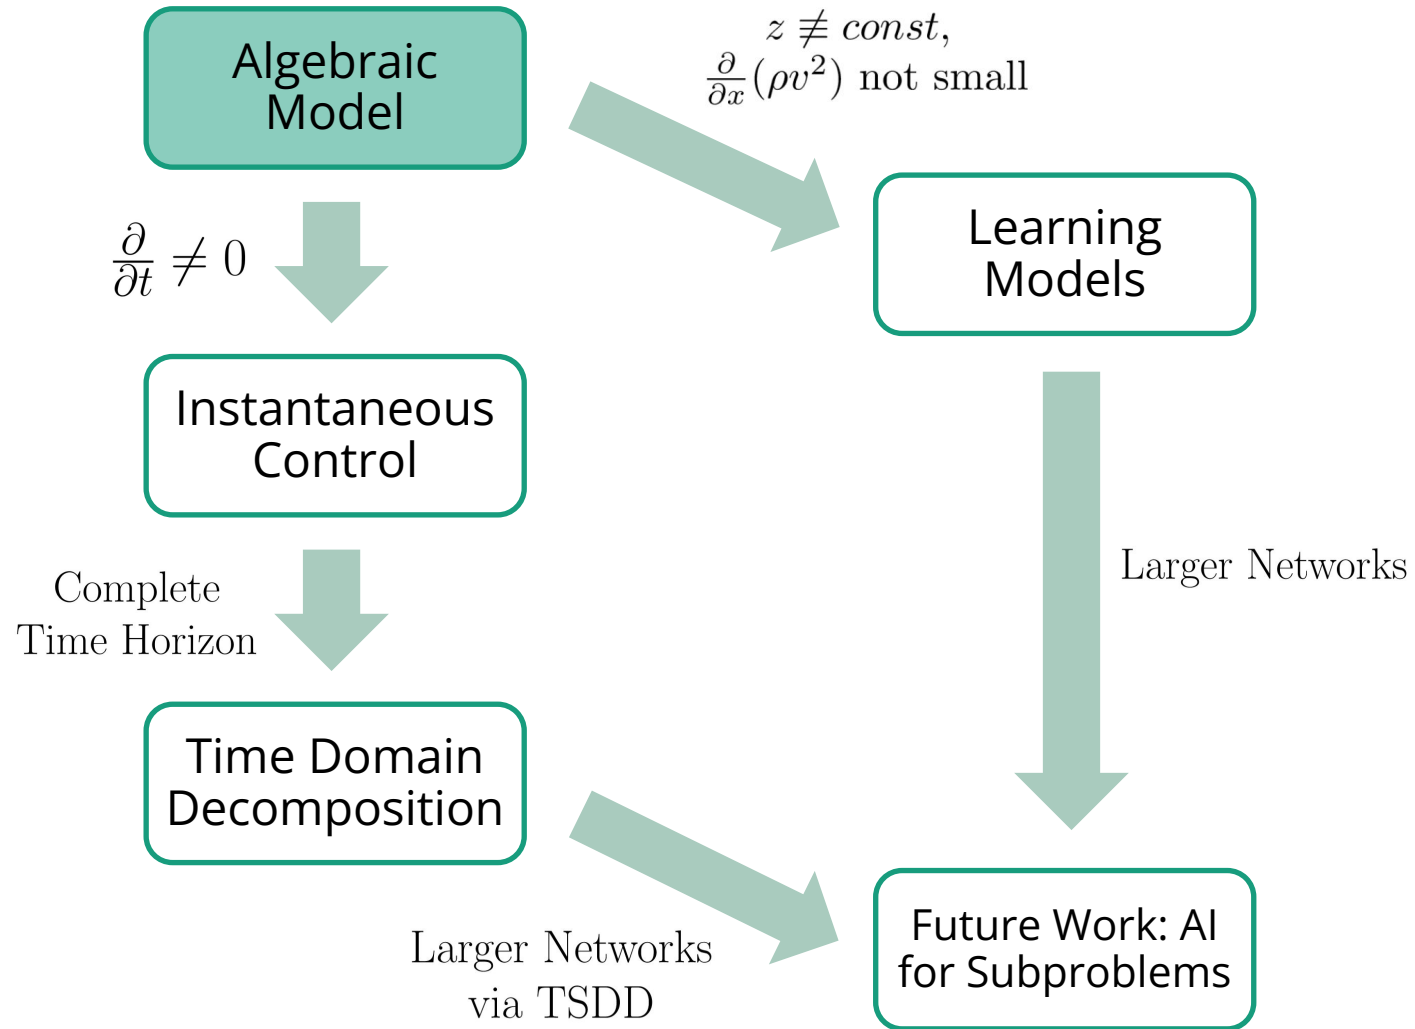 Algebraic
Model
z ≢ const,
∂/∂x(ρv²) not small
∂/∂t ≠ 0
Learning
Models
Instantaneous
Control
Complete
Time Horizon
Larger Networks
Time Domain
Decomposition
Larger Networks
via TSDD
Future Work: AI
for Subproblems